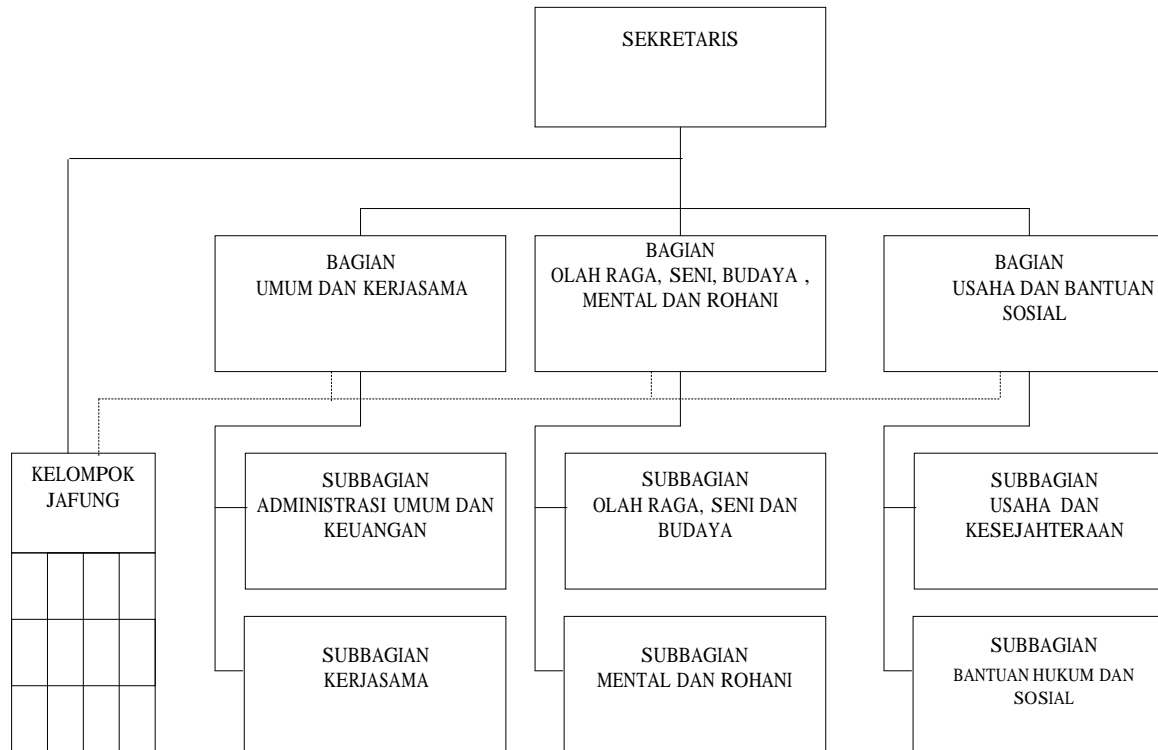 SEKRETARIS
BAGIAN
UMUM DAN KERJASAMA
BAGIAN
OLAH RAGA, SENI, BUDAYA ,
MENTAL DAN ROHANI
BAGIAN
USAHA DAN BANTUAN
SOSIAL
KELOMPOK
JAFUNG
SUBBAGIAN
ADMINISTRASI UMUM DAN
KEUANGAN
SUBBAGIAN
OLAH RAGA, SENI DAN
BUDAYA
SUBBAGIAN
USAHA DAN
KESEJAHTERAAN
SUBBAGIAN
KERJASAMA
SUBBAGIAN
MENTAL DAN ROHANI
SUBBAGIAN
BANTUAN HUKUM DAN
SOSIAL